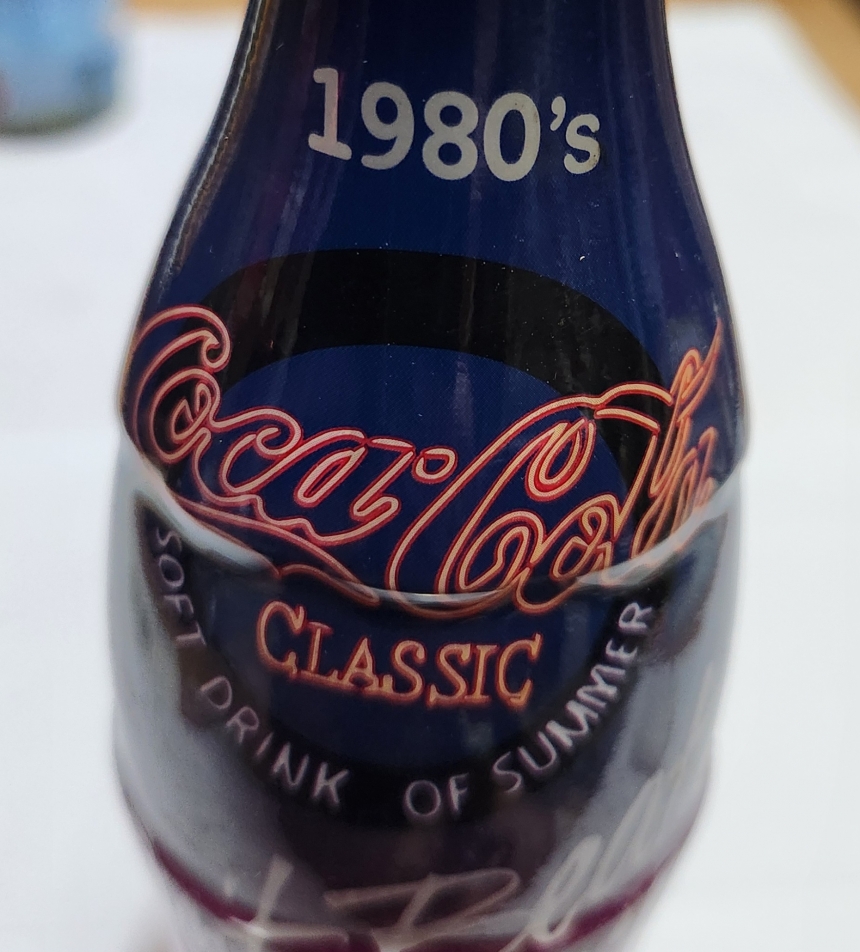 1980's
Coca-Cola
CLASSIC
SOFT DRINK OF SUMMER